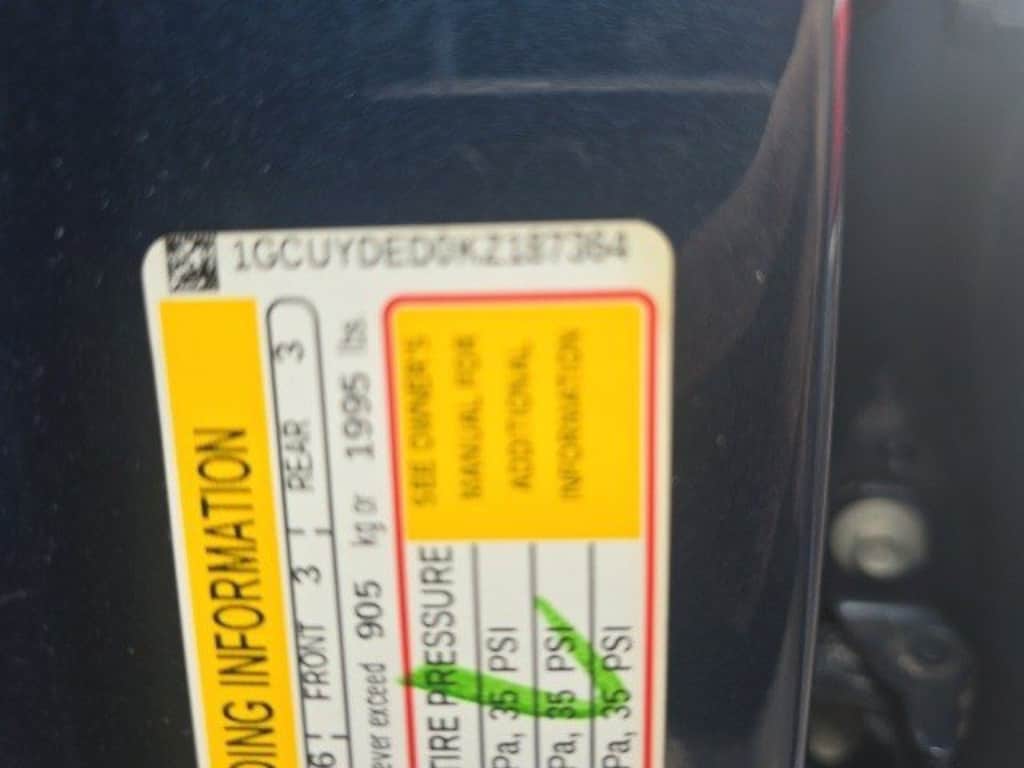 1GCUYDED0KZ187364
DING INFORMATION
6 FRONT 3 REAR 3
ever exceed 905 kg or 1995 lbs.
TIRE PRESSURE
SEE OWNER'S
MANUAL FOR
ADDITIONAL
INFORMATION
Pa, 35 PSI
Pa, 35 PSI
Pa, 35 PSI